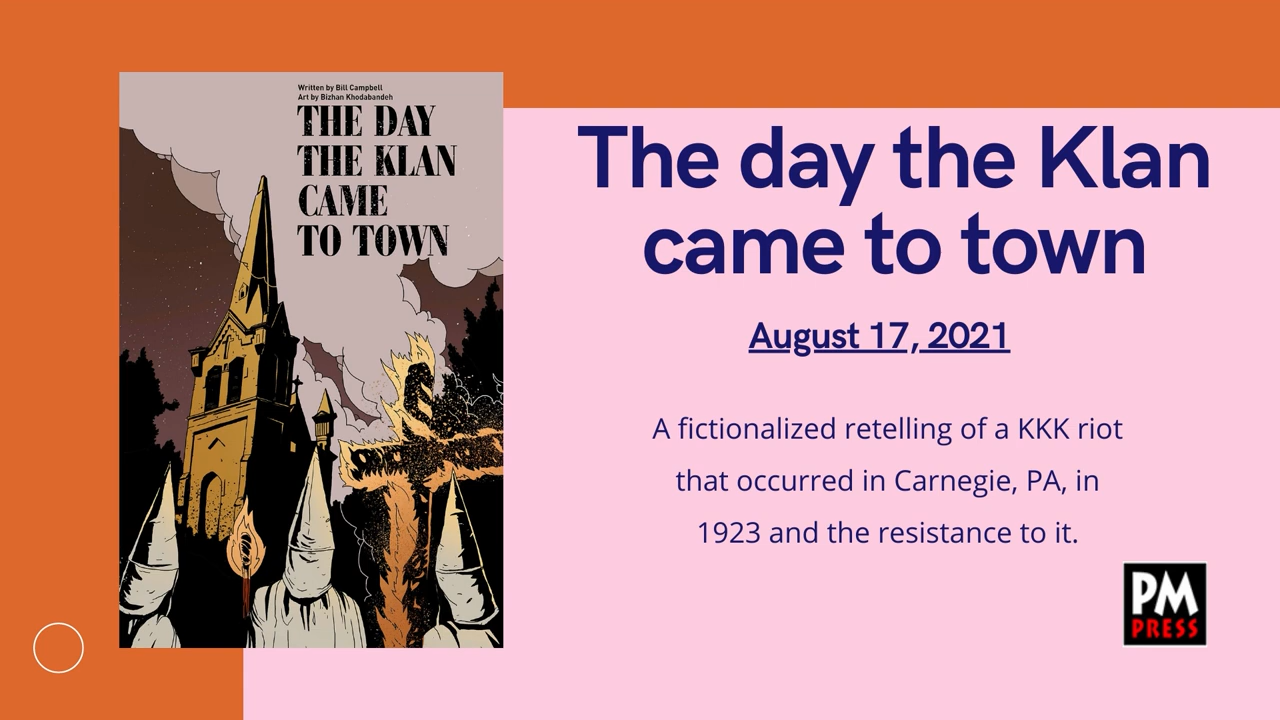 Written by Bill Campbell
Art by Bizhan Khodabandeh
THE DAY
THE KLAN
CAME
TO TOWN
The day the Klan
came to town
August 17, 2021
A fictionalized retelling of a KKK riot
that occurred in Carnegie, PA, in
1923 and the resistance to it.
PM
PRESS